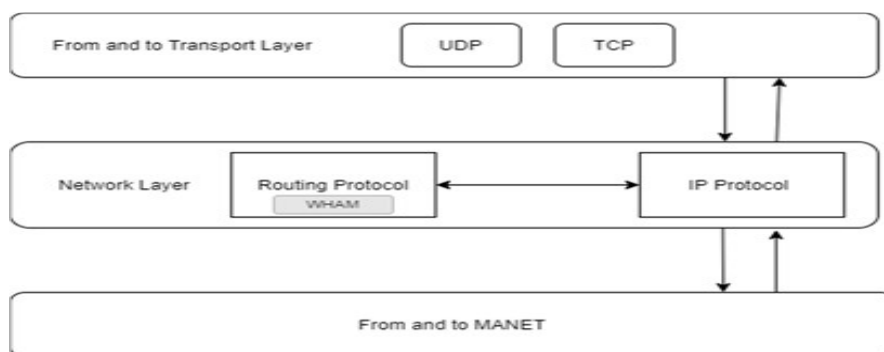 From and to Transport Layer UDP TCP
Network Layer Routing Protocol IP Protocol
WHAM
From and to MANET